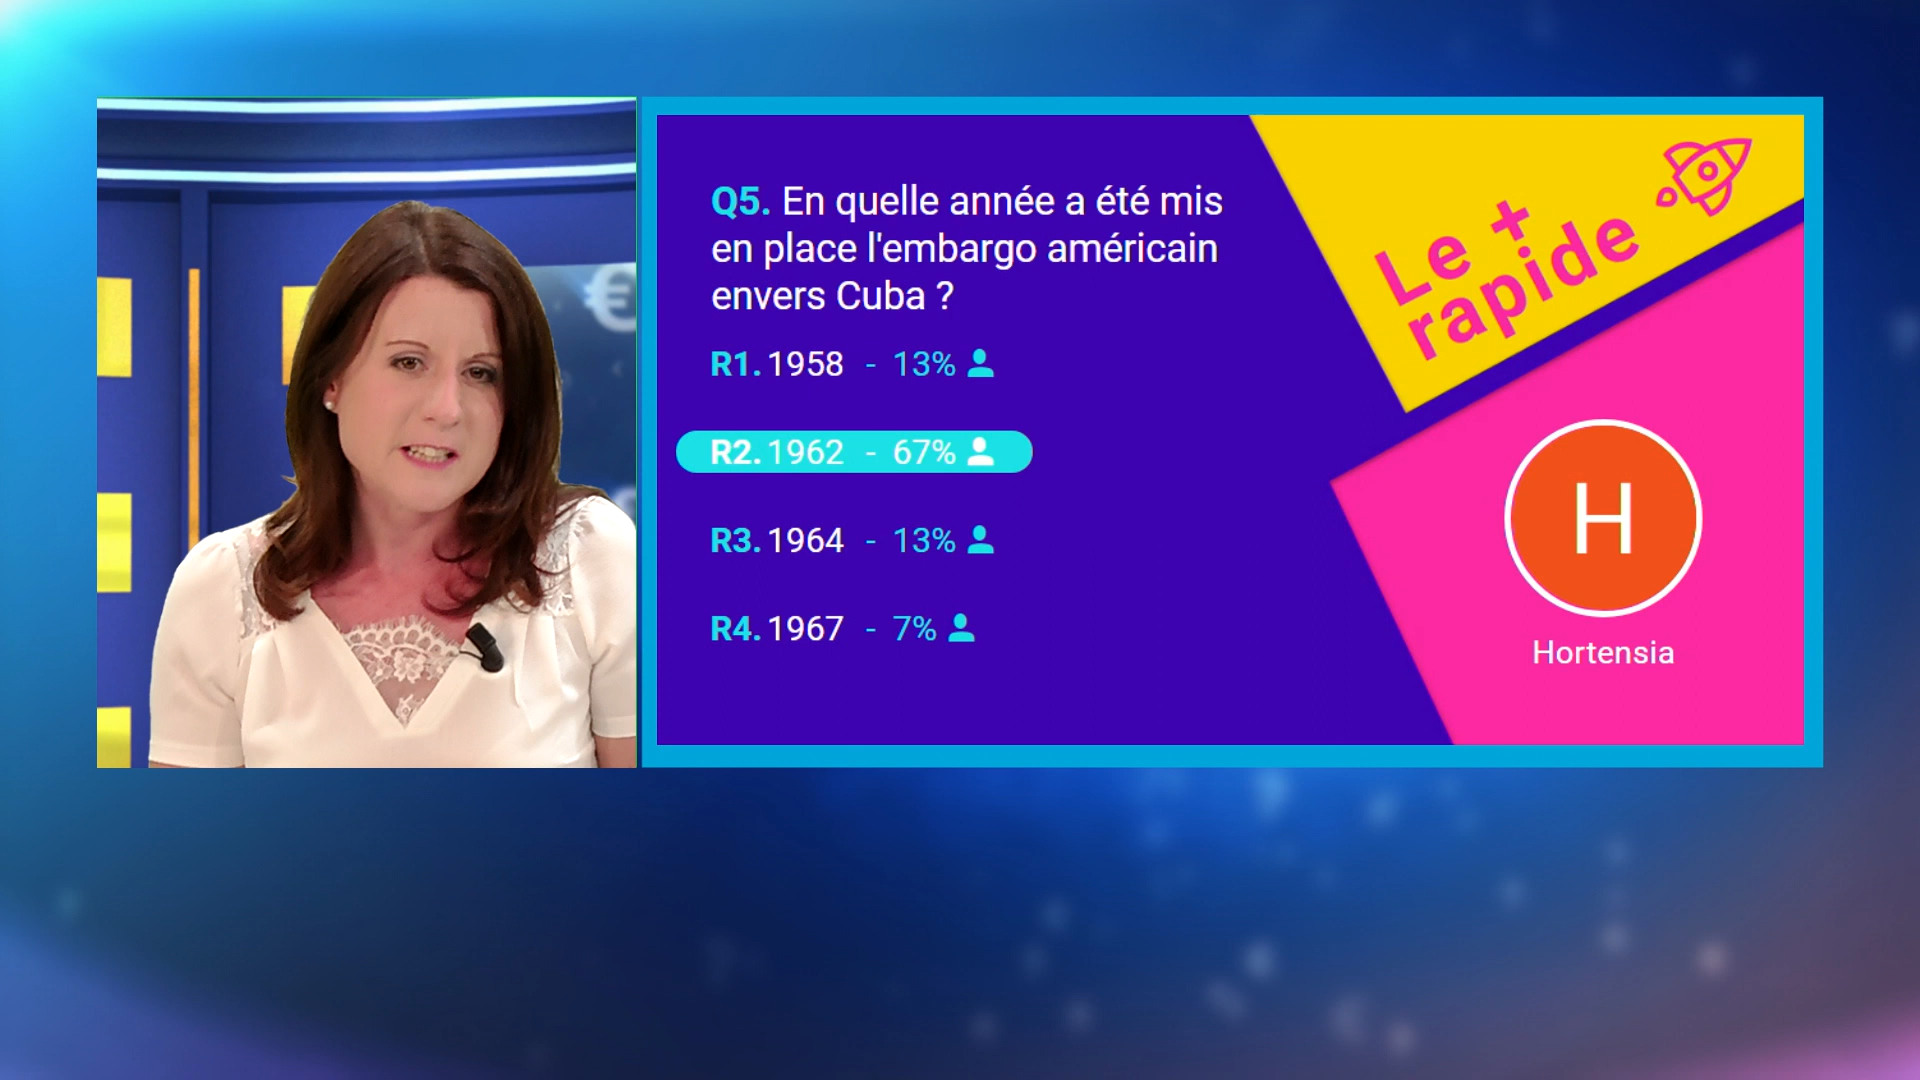 Q5. En quelle année a été mis
en place l'embargo américain
envers Cuba ?
R1. 1958 - 13%
R2. 1962 - 67%
R3. 1964 - 13%
R4. 1967 - 7%
Le +
rapide
H
Hortensia
€